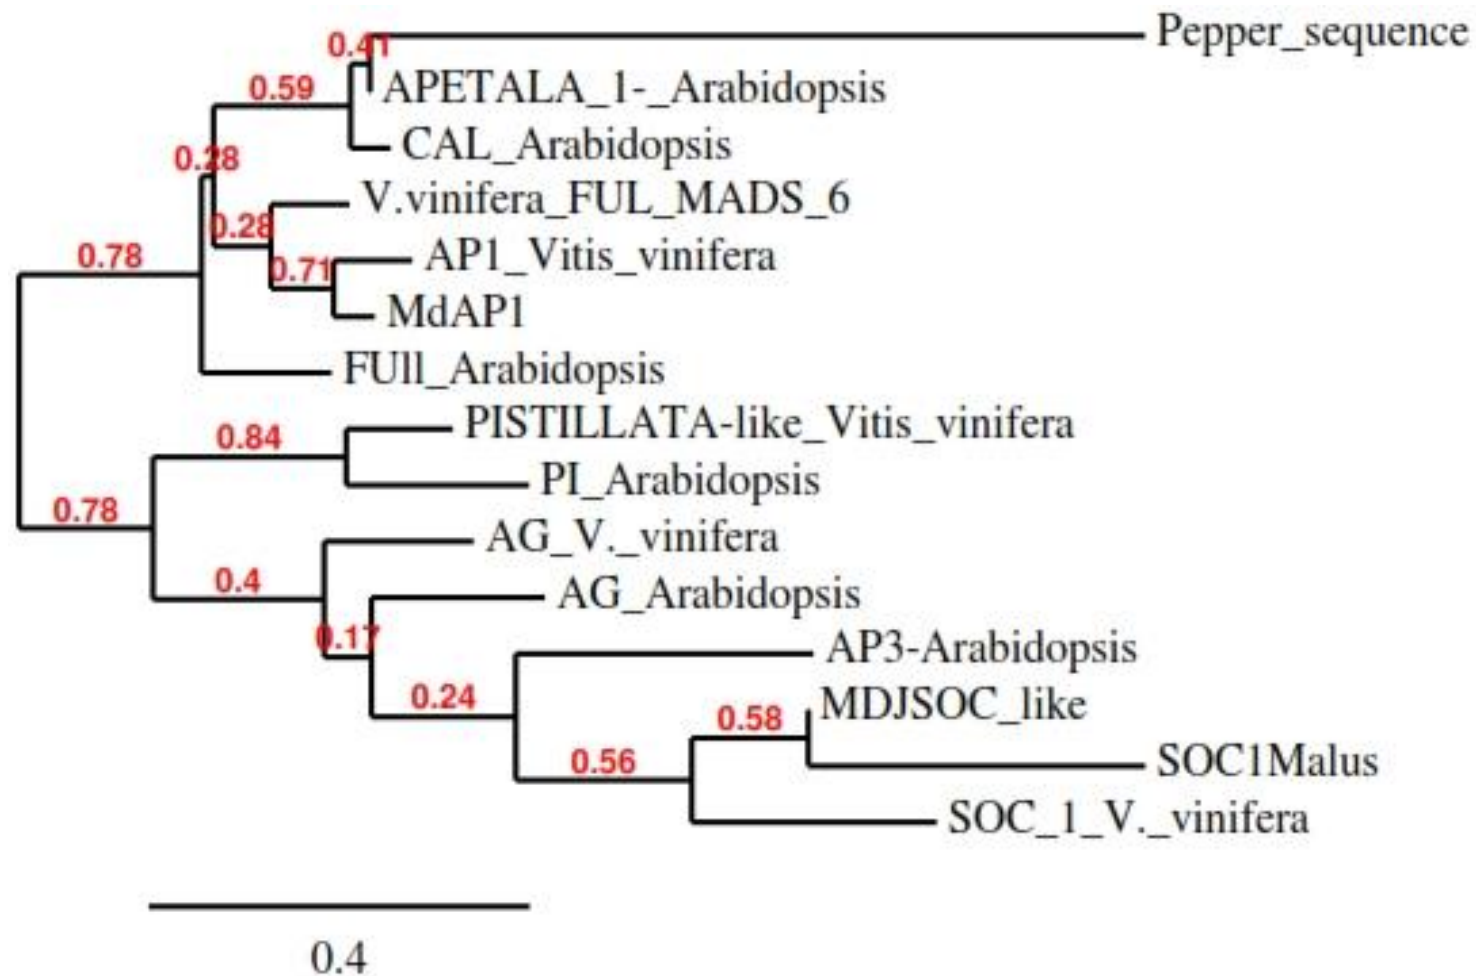 Pepper_sequence
0.41
APETALA_1-_Arabidopsis
0.59
CAL_Arabidopsis
0.28
V.vinifera_FUL_MADS_6
0.28
AP1_Vitis_vinifera
0.78
0.71
MdAP1
FUll_Arabidopsis
PISTILLATA-like_Vitis_vinifera
0.84
PI_Arabidopsis
0.78
AG_V._vinifera
0.4
AG_Arabidopsis
0.17
AP3-Arabidopsis
0.24
MDJSOC_like
0.58
0.56
SOC1Malus
SOC_1_V._vinifera
0.4